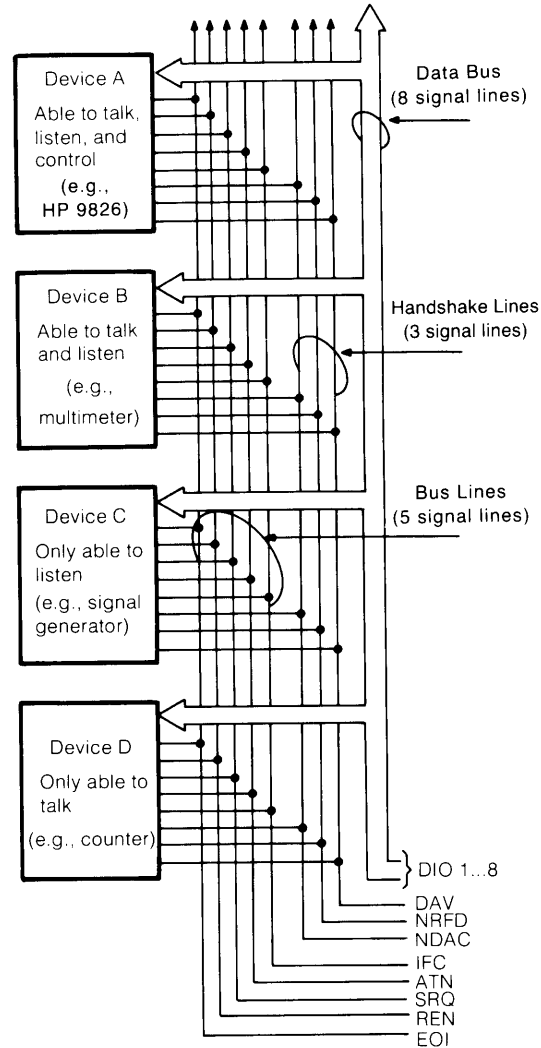 Device A
Able to talk,
listen, and
control
(e.g.,
HP 9826)
Data Bus
(8 signal lines)
Device B
Able to talk
and listen
(e.g.,
multimeter)
Handshake Lines
(3 signal lines)
Device C
Only able to
listen
(e.g., signal
generator)
Bus Lines
(5 signal lines)
Device D
Only able to
talk
(e.g., counter)
DIO 1...8
DAV
NRFD
NDAC
IFC
ATN
SRQ
REN
EOI